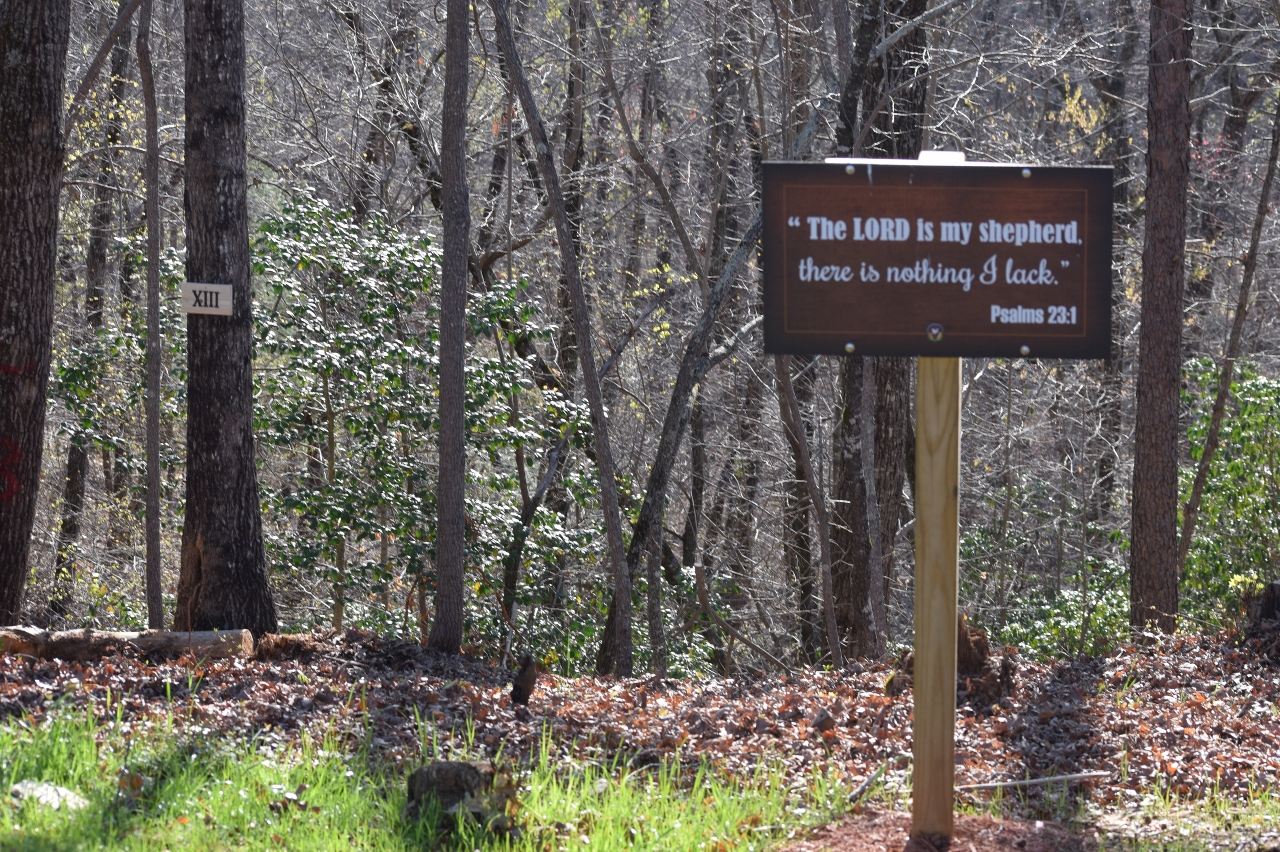 XIII
“ The LORD is my shepherd,
there is nothing I lack.”
Psalms 23:1